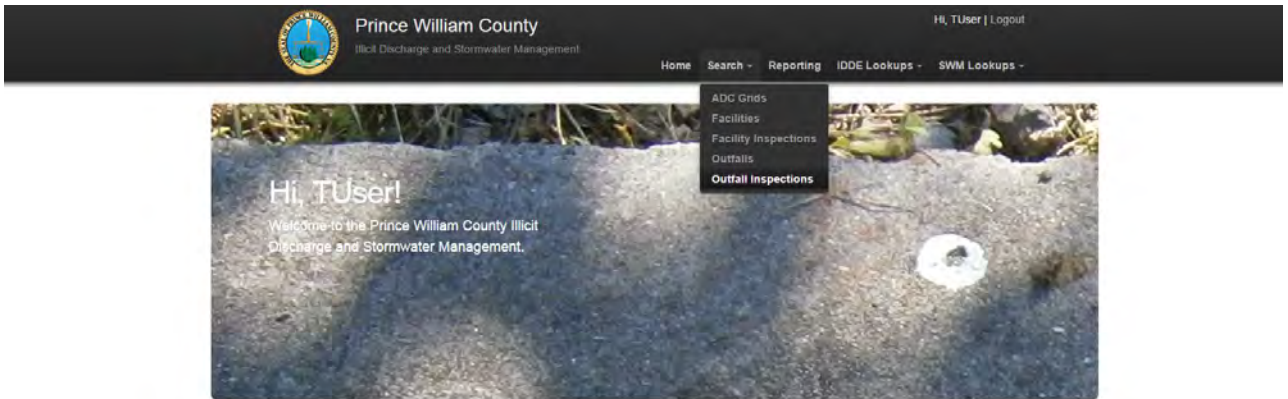 Prince William County
Illicit Discharge and Stormwater Management
Hi, TUser | Logout
Home Search Reporting IDDE Lookups SWM Lookups
ADC Grids
Facilities
Facility Inspections
Outfalls
Outfall Inspections
Hi, TUser!
Welcome to the Prince William County Illicit
Discharge and Stormwater Management.